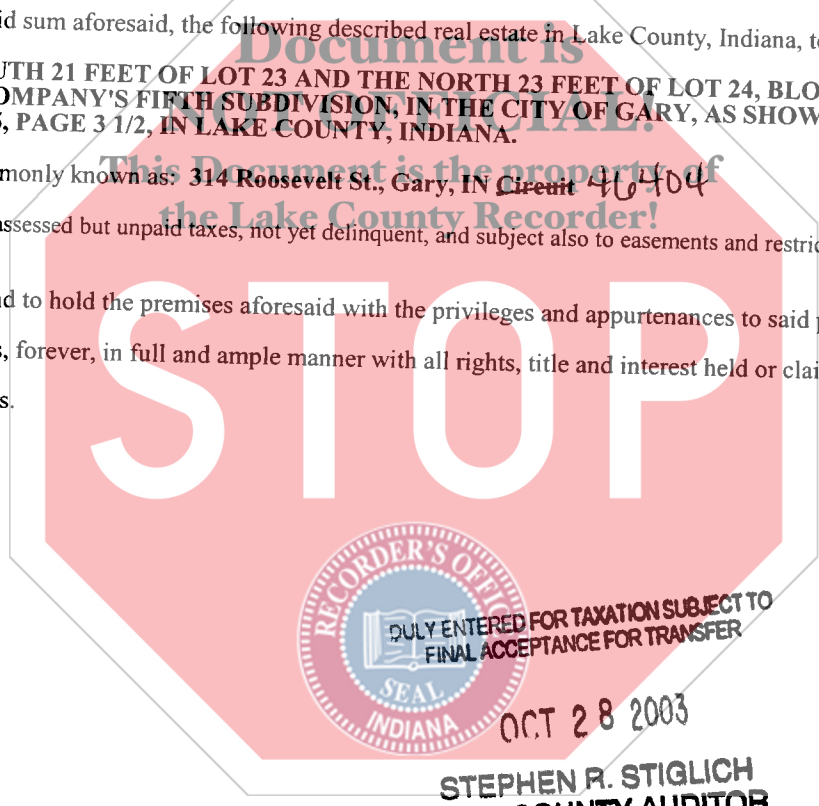 id sum aforesaid, the following described real estate in Lake County, Indiana, to
Document is
UTH 21 FEET OF LOT 23 AND THE NORTH 23 FEET OF LOT 24, BLO
OMPANY'S FIFTH SUBDIVISION, IN THE CITY OF GARY, AS SHOW
NOT OFFICIAL!
, PAGE 3 1/2, IN LAKE COUNTY, INDIANA.
This Document is the property of
monly known as: 314 Roosevelt St., Gary, IN Circuit 46404
the Lake County Recorder!
assessed but unpaid taxes, not yet delinquent, and subject also to easements and restric
d to hold the premises aforesaid with the privileges and appurtenances to said p
s, forever, in full and ample manner with all rights, title and interest held or clai
s.
STOP
RECORDER'S OFFICE
SEAL
INDIANA
DULY ENTERED FOR TAXATION SUBJECT TO
FINAL ACCEPTANCE FOR TRANSFER
OCT 28 2003
STEPHEN R. STIGLICH
COUNTY AUDITOR